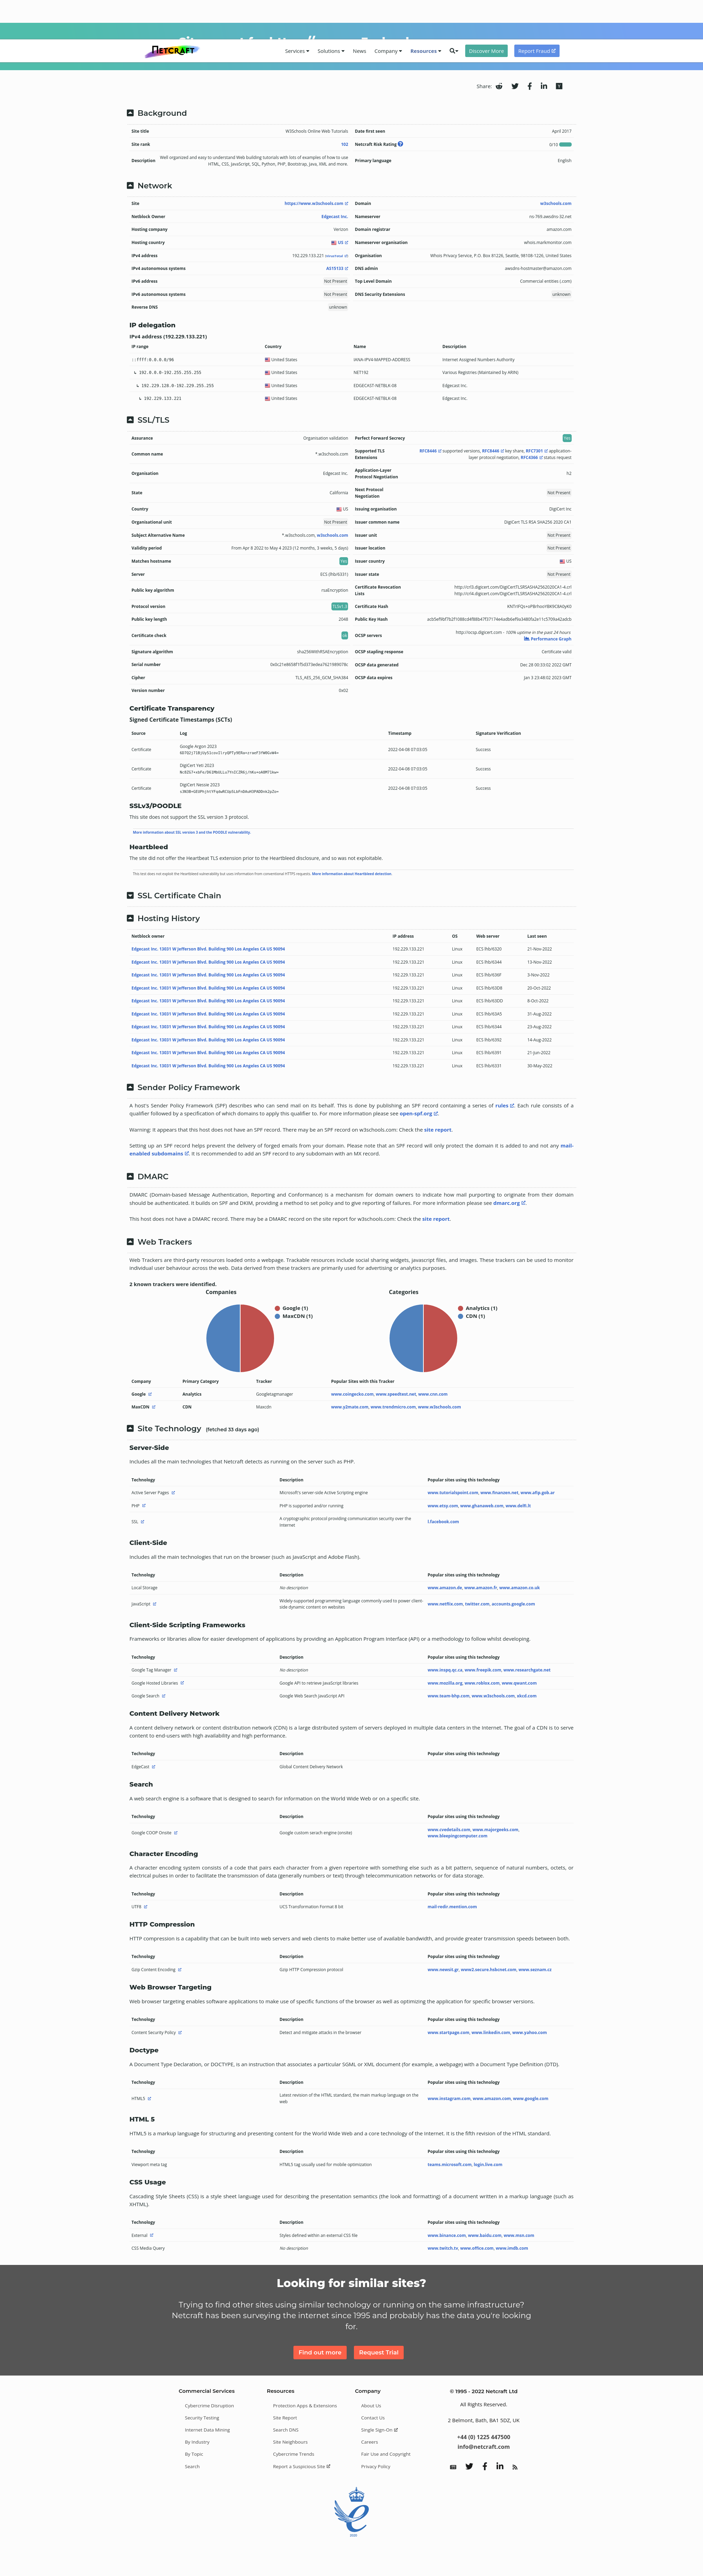 NETCRAFT
Services Solutions News Company Resources Discover More Report Fraud
Share:
Background
Site title W3Schools Online Web Tutorials Date first seen April 2017
Site rank 102 Netcraft Risk Rating 0/10
Description Well organized and easy to understand Web building tutorials with lots of examples of how to use HTML, CSS, JavaScript, SQL, Python, PHP, Bootstrap, Java, XML and more. Primary language English
Network
Site https://www.w3schools.com Domain w3schools.com
Netblock Owner Edgecast Inc. Nameserver ns-769.awsdns-32.net
Hosting company Verizon Domain registrar amazon.com
Hosting country US Nameserver organisation whois.markmonitor.com
IPv4 address 192.229.133.221 Organisation Whois Privacy Service, P.O. Box 81226, Seattle, 98108-1226, United States
IPv4 autonomous systems AS15133 DNS admin awsdns-hostmaster@amazon.com
IPv6 address Not Present Top Level Domain Commercial entities (.com)
IPv6 autonomous systems Not Present DNS Security Extensions unknown
Reverse DNS unknown
IP delegation
IPv4 address (192.229.133.221)
IP range Country Name Description
::ffff:0.0.0.0/96 United States IANA-IPV4-MAPPED-ADDRESS Internet Assigned Numbers Authority
↳ 192.0.0.0-192.255.255.255 United States NET192 Various Registries (Maintained by ARIN)
↳ 192.229.128.0-192.229.255.255 United States EDGECAST-NETBLK-08 Edgecast Inc.
↳ 192.229.133.221 United States EDGECAST-NETBLK-08 Edgecast Inc.
SSL/TLS
Assurance Organisation validation Perfect Forward Secrecy Yes
Common name *.w3schools.com Supported TLS Extensions RFC8446 supported versions, RFC8446 key share, RFC7301 application-layer protocol negotiation, RFC4366 status request
Organisation Edgecast Inc. Application-Layer Protocol Negotiation h2
State California Next Protocol Negotiation Not Present
Country US Issuing organisation DigiCert Inc
Organisational unit Not Present Issuer common name DigiCert TLS RSA SHA256 2020 CA1
Subject Alternative Name *.w3schools.com, w3schools.com Issuer unit Not Present
Validity period From Apr 8 2022 to May 4 2023 (12 months, 3 weeks, 5 days) Issuer location Not Present
Matches hostname Yes Issuer country US
Server ECS (lhb/6331) Issuer state Not Present
Public key algorithm rsaEncryption Certificate Revocation Lists http://crl3.digicert.com/DigiCertTLSRSASHA2562020CA1-4.crl
http://crl4.digicert.com/DigiCertTLSRSASHA2562020CA1-4.crl
Protocol version TLSv1.3 Certificate Hash
Public key length 2048 Public Key Hash
Certificate check ok OCSP servers http://ocsp.digicert.com - 100% uptime in the past 24 hours
Performance Graph
Signature algorithm sha256WithRSAEncryption OCSP stapling response Certificate valid
Serial number OCSP data generated Dec 28 05:33:02 2022 GMT
Cipher TLS_AES_256_GCM_SHA384 OCSP data expires Jan 3 23:48:02 2023 GMT
Version number 0x02
Certificate Transparency
Signed Certificate Timestamps (SCTs)
Source Log Timestamp Signature Verification
Certificate Google Argon 2023 2022-04-08 07:03:05 Success
Certificate DigiCert Yeti 2023 2022-04-08 07:03:05 Success
Certificate DigiCert Nessie 2023 2022-04-08 07:03:05 Success
SSLv3/POODLE
This site does not support the SSL version 3 protocol.
More information about SSL version 3 and the POODLE vulnerability.
Heartbleed
The site did not offer the Heartbeat TLS extension prior to the Heartbleed disclosure, and so was not exploitable.
This test does not exploit the Heartbleed vulnerability but uses information from conventional HTTPS requests. More information about Heartbleed detection.
SSL Certificate Chain
Hosting History
Netblock owner IP address OS Web server Last seen
Edgecast Inc. 13031 W Jefferson Blvd. Building 900 Los Angeles CA US 90094 192.229.133.221 Linux ECS lhb/6320 21-Nov-2022
Edgecast Inc. 13031 W Jefferson Blvd. Building 900 Los Angeles CA US 90094 192.229.133.221 Linux ECS lhb/6344 13-Nov-2022
Edgecast Inc. 13031 W Jefferson Blvd. Building 900 Los Angeles CA US 90094 192.229.133.221 Linux ECS lhb/636F 3-Nov-2022
Edgecast Inc. 13031 W Jefferson Blvd. Building 900 Los Angeles CA US 90094 192.229.133.221 Linux ECS lhb/63D8 20-Oct-2022
Edgecast Inc. 13031 W Jefferson Blvd. Building 900 Los Angeles CA US 90094 192.229.133.221 Linux ECS lhb/63DD 8-Oct-2022
Edgecast Inc. 13031 W Jefferson Blvd. Building 900 Los Angeles CA US 90094 192.229.133.221 Linux ECS lhb/63A5 31-Aug-2022
Edgecast Inc. 13031 W Jefferson Blvd. Building 900 Los Angeles CA US 90094 192.229.133.221 Linux ECS lhb/6344 23-Aug-2022
Edgecast Inc. 13031 W Jefferson Blvd. Building 900 Los Angeles CA US 90094 192.229.133.221 Linux ECS lhb/6392 14-Aug-2022
Edgecast Inc. 13031 W Jefferson Blvd. Building 900 Los Angeles CA US 90094 192.229.133.221 Linux ECS lhb/6391 21-Jun-2022
Edgecast Inc. 13031 W Jefferson Blvd. Building 900 Los Angeles CA US 90094 192.229.133.221 Linux ECS lhb/6331 30-May-2022
Sender Policy Framework
A host's Sender Policy Framework (SPF) describes who can send mail on its behalf. This is done by publishing an SPF record containing a series of rules. Each rule consists of a
qualifier followed by a specification of which domains to apply this qualifier to. For more information please see open-spf.org.
Warning: It appears that this host does not have an SPF record. There may be an SPF record on w3schools.com: Check the site report.
Setting up an SPF record helps prevent the delivery of forged emails from your domain. Please note that an SPF record will only protect the domain it is added to and not any mail-
enabled subdomains. It is recommended to add an SPF record to any subdomain with an MX record.
DMARC
DMARC (Domain-based Message Authentication, Reporting and Conformance) is a mechanism for domain owners to indicate how mail purporting to originate from their domain
should be authenticated. It builds on SPF and DKIM, providing a method to set policy and to give reporting of failures. For more information please see dmarc.org.
This host does not have a DMARC record. There may be a DMARC record on the site report for w3schools.com: Check the site report.
Web Trackers
Web Trackers are third-party resources loaded onto a webpage. Trackable resources include social sharing widgets, javascript files, and images. These trackers can be used to monitor
individual user behaviour across the web. Data derived from these trackers are primarily used for advertising or analytics purposes.
2 known trackers were identified.
Companies Categories
Google (1) Analytics (1)
MaxCDN (1) CDN (1)
Company Primary Category Tracker Popular Sites with this Tracker
Google Analytics Googletagmanager www.coingecko.com, www.speedtest.net, www.cnn.com
MaxCDN CDN Maxcdn www.y2mate.com, www.trendmicro.com, www.w3schools.com
Site Technology (fetched 33 days ago)
Server-Side
Includes all the main technologies that Netcraft detects as running on the server such as PHP.
Technology Description Popular sites using this technology
Active Server Pages Microsoft's server-side Active Scripting engine www.tutorialspoint.com, www.finanzen.net, www.afip.gob.ar
PHP PHP is supported and/or running www.etsy.com, www.ghanaweb.com, www.delfi.lt
SSL A cryptographic protocol providing communication security over the Internet l.facebook.com
Client-Side
Includes all the main technologies that run on the browser (such as JavaScript and Adobe Flash).
Technology Description Popular sites using this technology
Local Storage No description www.amazon.de, www.amazon.fr, www.amazon.co.uk
JavaScript Widely-supported programming language commonly used to power client-side dynamic content on websites www.netflix.com, twitter.com, accounts.google.com
Client-Side Scripting Frameworks
Frameworks or libraries allow for easier development of applications by providing an Application Program Interface (API) or a methodology to follow whilst developing.
Technology Description Popular sites using this technology
Google Tag Manager No description www.inspq.qc.ca, www.freepik.com, www.researchgate.net
Google Hosted Libraries Google API to retrieve JavaScript libraries www.mozilla.org, www.roblox.com, www.qwant.com
Google Search Google Web Search JavaScript API www.team-bhp.com, www.w3schools.com, xkcd.com
Content Delivery Network
A content delivery network or content distribution network (CDN) is a large distributed system of servers deployed in multiple data centers in the Internet. The goal of a CDN is to serve
content to end-users with high availability and high performance.
Technology Description Popular sites using this technology
EdgeCast Global Content Delivery Network
Search
A web search engine is a software that is designed to search for information on the World Wide Web or on a specific site.
Technology Description Popular sites using this technology
Google COOP Onsite Google custom serach engine (onsite) www.cvedetails.com, www.majorgeeks.com,
www.bleepingcomputer.com
Character Encoding
A character encoding system consists of a code that pairs each character from a given repertoire with something else such as a bit pattern, sequence of natural numbers, octets, or
electrical pulses in order to facilitate the transmission of data (generally numbers or text) through telecommunication networks or for data storage.
Technology Description Popular sites using this technology
UTF8 UCS Transformation Format 8 bit mail-redir.mention.com
HTTP Compression
HTTP compression is a capability that can be built into web servers and web clients to make better use of available bandwidth, and provide greater transmission speeds between both.
Technology Description Popular sites using this technology
Gzip Content Encoding Gzip HTTP Compression protocol www.newsit.gr, www2.secure.hsbcnet.com, www.seznam.cz
Web Browser Targeting
Web browser targeting enables software applications to make use of specific functions of the browser as well as optimizing the application for specific browser versions.
Technology Description Popular sites using this technology
Content Security Policy Detect and mitigate attacks in the browser www.startpage.com, www.linkedin.com, www.yahoo.com
Doctype
A Document Type Declaration, or DOCTYPE, is an instruction that associates a particular SGML or XML document (for example, a webpage) with a Document Type Definition (DTD).
Technology Description Popular sites using this technology
HTML5 Latest revision of the HTML standard, the main markup language on the web www.instagram.com, www.amazon.com, www.google.com
HTML 5
HTML5 is a markup language for structuring and presenting content for the World Wide Web and a core technology of the Internet. It is the fifth revision of the HTML standard.
Technology Description Popular sites using this technology
Viewport meta tag HTML5 tag usually used for mobile optimization teams.microsoft.com, login.live.com
CSS Usage
Cascading Style Sheets (CSS) is a style sheet language used for describing the presentation semantics (the look and formatting) of a document written in a markup language (such as
XHTML).
Technology Description Popular sites using this technology
External Styles defined within an external CSS file www.binance.com, www.baidu.com, www.msn.com
CSS Media Query No description www.twitch.tv, www.office.com, www.imdb.com
Looking for similar sites?
Trying to find other sites using similar technology or running on the same infrastructure?
Netcraft has been surveying the internet since 1995 and probably has the data you're looking
for.
Find out more Request Trial
Commercial Services Resources Company © 1995 - 2022 Netcraft Ltd
Cybercrime Disruption Protection Apps & Extensions About Us All Rights Reserved.
Security Testing Site Report Contact Us 2 Belmont, Bath, BA1 5DZ, UK
Internet Data Mining Search DNS Single Sign-On +44 (0) 1225 447500
By Industry Site Neighbours Careers info@netcraft.com
By Topic Cybercrime Trends Fair Use and Copyright
Search Report a Suspicious Site Privacy Policy